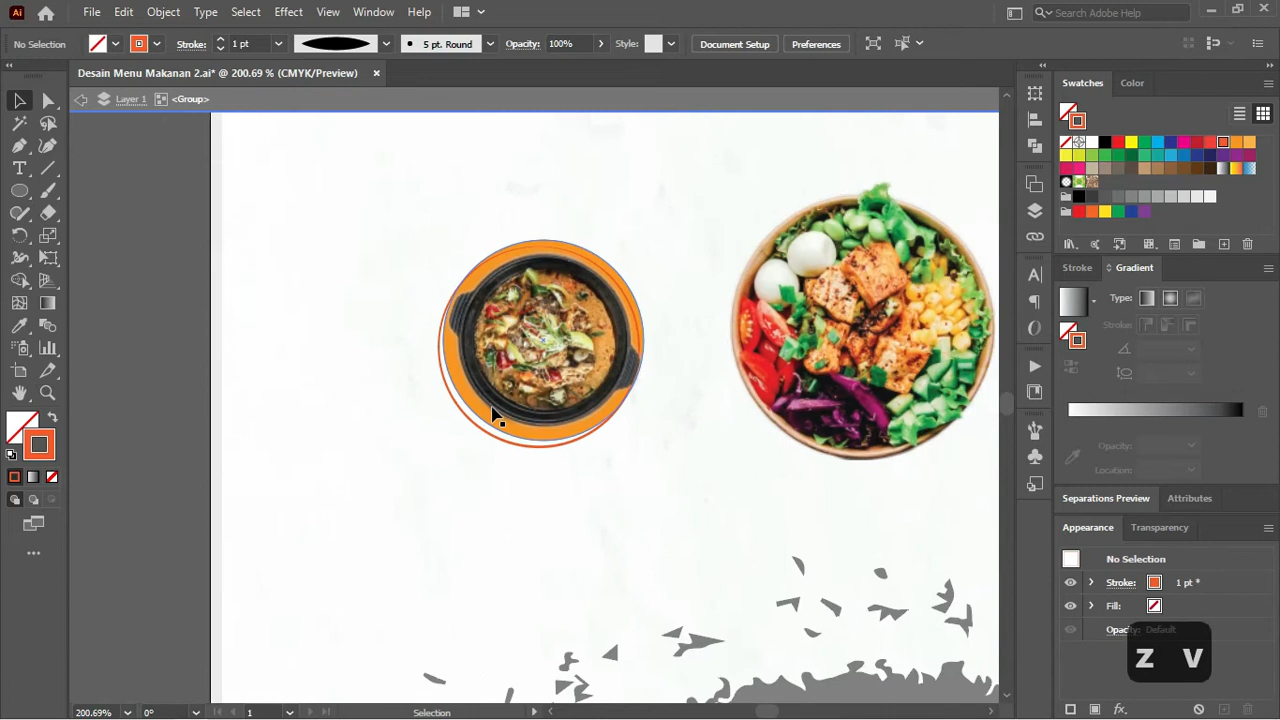 Ai File Edit Object Type Select Effect View Window Help Search Adobe Help
No Selection Stroke: 1 pt 5 pt. Round Opacity: 100% Style: Document Setup Preferences
Desain Menu Makanan 2.ai* @ 200.69 % (CMYK/Preview) ×
Layer 1 <Group>
Swatches Color
Stroke Gradient
Type:
Stroke:
Opacity:
Location:
Separations Preview Attributes
Appearance Transparency
No Selection
Stroke: 1 pt *
Fill:
Opacity: Default
z v
200.69% 0° 1 Selection